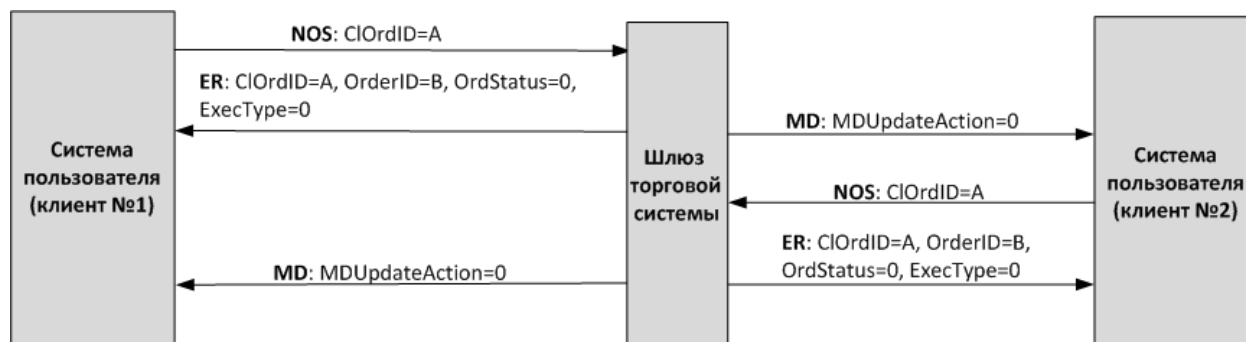 NOS: ClOrdID=A
ER: ClOrdID=A, OrderID=B, OrdStatus=0,
ExecType=0
MD: MDUpdateAction=0
Система
пользователя
(клиент №1)
Шлюз
торговой
системы
Система
пользователя
(клиент №2)
NOS: ClOrdID=A
ER: ClOrdID=A, OrderID=B,
OrdStatus=0, ExecType=0
MD: MDUpdateAction=0